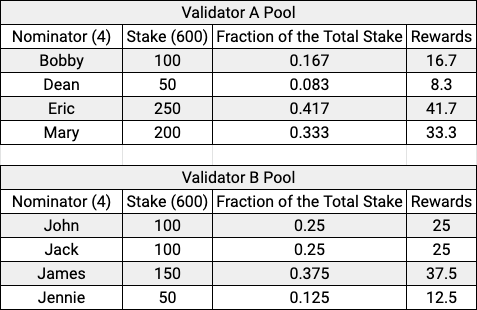 Validator A Pool
Nominator (4) Stake (600) Fraction of the Total Stake Rewards
Bobby 100 0.167 16.7
Dean 50 0.083 8.3
Eric 250 0.417 41.7
Mary 200 0.333 33.3
Validator B Pool
Nominator (4) Stake (600) Fraction of the Total Stake Rewards
John 100 0.25 25
Jack 100 0.25 25
James 150 0.375 37.5
Jennie 50 0.125 12.5